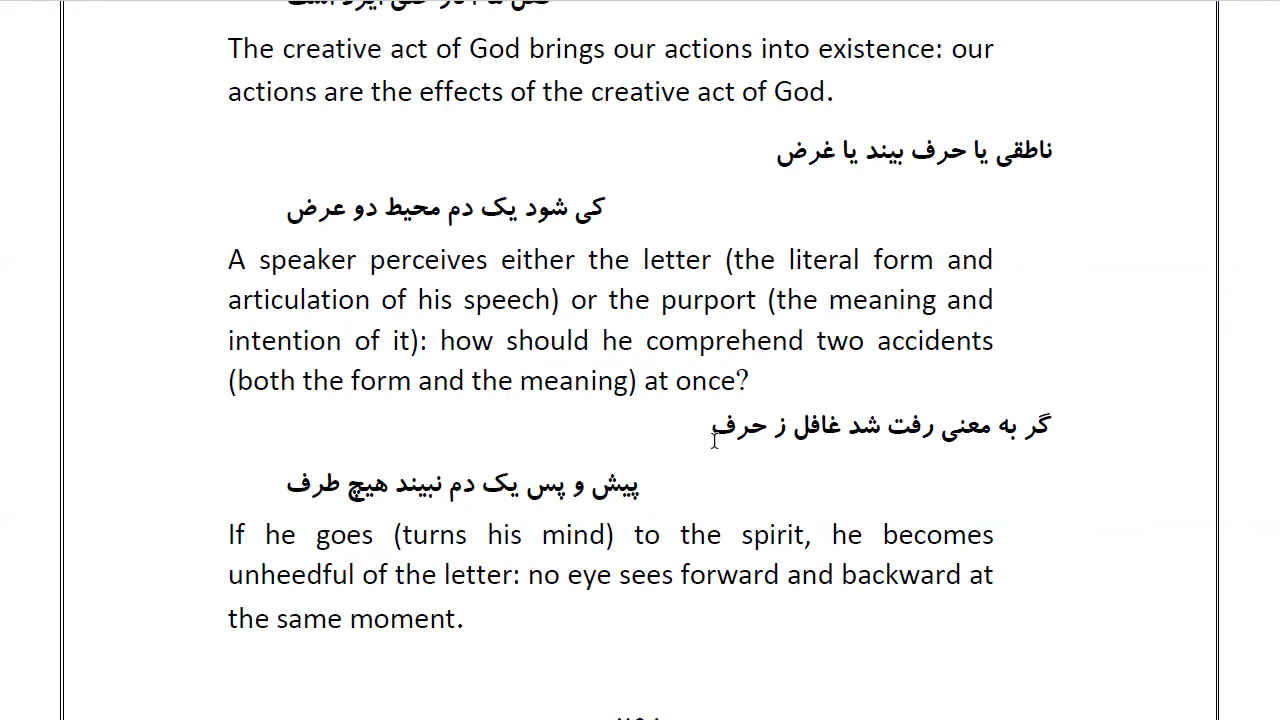 The creative act of God brings our actions into existence: our
actions are the effects of the creative act of God.
ناطقی یا حرف بیند یا غرض
کی شود یک دم محیط دو عرض
A speaker perceives either the letter (the literal form and
articulation of his speech) or the purport (the meaning and
intention of it): how should he comprehend two accidents
(both the form and the meaning) at once?
گر به معنی رفت شد غافل ز حرف
پیش و پس یک دم نبیند هیچ طرف
If he goes (turns his mind) to the spirit, he becomes
unheedful of the letter: no eye sees forward and backward at
the same moment.